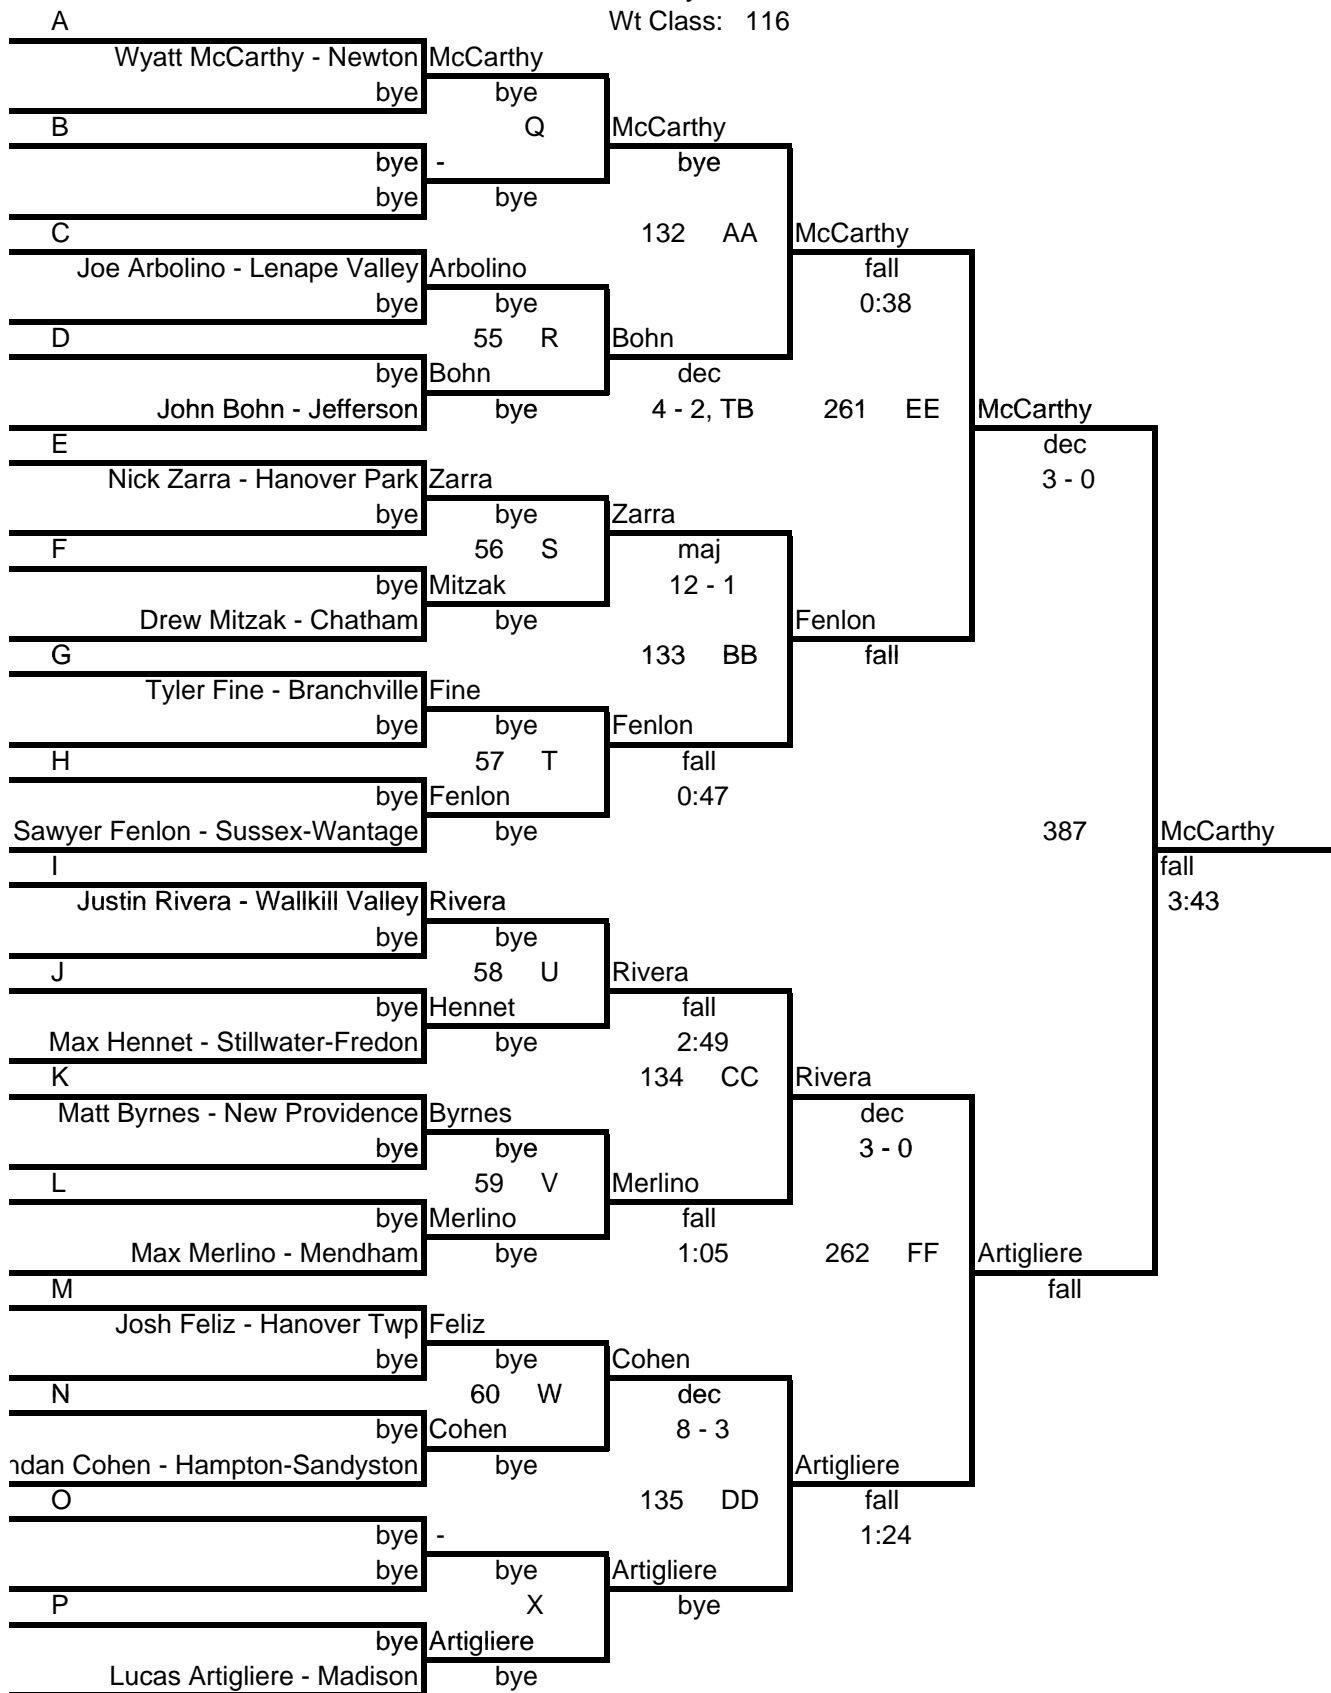 A Wt Class: 116
Wyatt McCarthy - Newton McCarthy
bye bye
B Q McCarthy
bye - bye
bye bye
C 132 AA McCarthy
Joe Arbolino - Lenape Valley Arbolino fall
bye bye 0:38
D 55 R Bohn
bye Bohn dec
John Bohn - Jefferson bye 4 - 2, TB 261 EE McCarthy
E dec
Nick Zarra - Hanover Park Zarra 3 - 0
bye bye Zarra
F 56 S maj
bye Mitzak 12 - 1
Drew Mitzak - Chatham bye Fenlon
G 133 BB fall
Tyler Fine - Branchville Fine
bye bye Fenlon
H 57 T fall
bye Fenlon 0:47
Sawyer Fenlon - Sussex-Wantage bye 387 McCarthy
I fall
Justin Rivera - Wallkill Valley Rivera 3:43
bye bye
J 58 U Rivera
bye Hennet fall
Max Hennet - Stillwater-Fredon bye 2:49
K 134 CC Rivera
Matt Byrnes - New Providence Byrnes dec
bye bye 3 - 0
L 59 V Merlino
bye Merlino fall
Max Merlino - Mendham bye 1:05 262 FF Artigliere
M fall
Josh Feliz - Hanover Twp Feliz
bye bye Cohen
N 60 W dec
bye Cohen 8 - 3
ndan Cohen - Hampton-Sandyston bye Artigliere
O 135 DD fall
bye - 1:24
bye bye Artigliere
P X bye
bye Artigliere
Lucas Artigliere - Madison bye